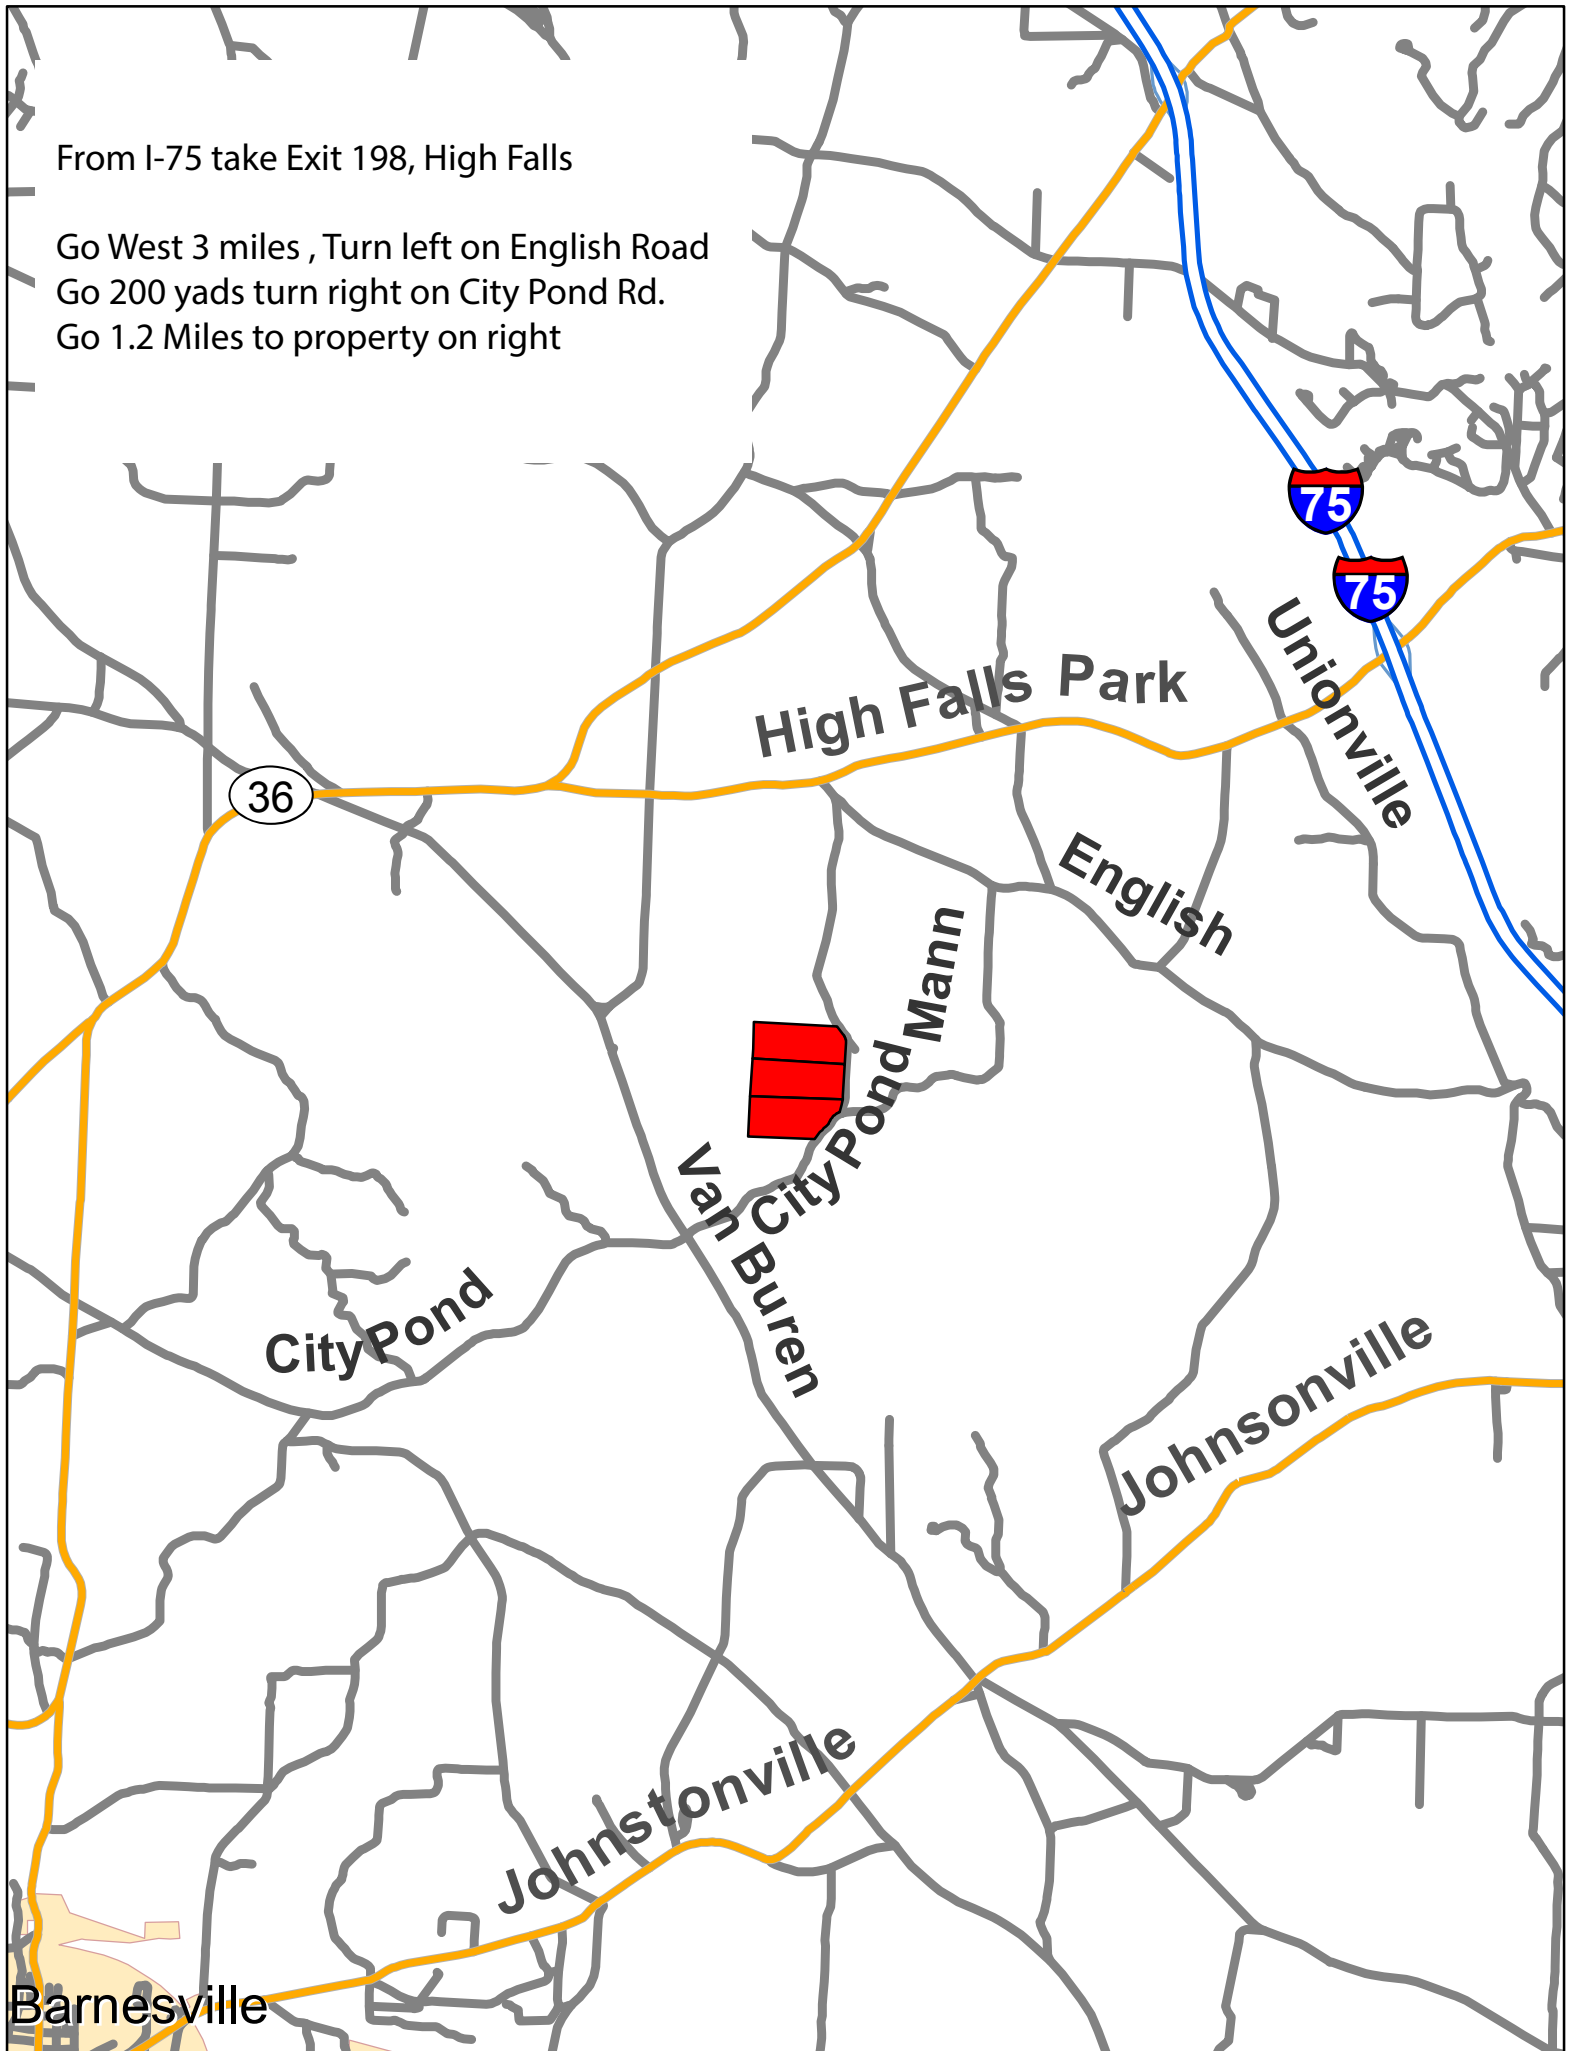 From I-75 take Exit 198, High Falls
Go West 3 miles , Turn left on English Road
Go 200 yads turn right on City Pond Rd.
Go 1.2 Miles to property on right
75
75
Unionville
High Falls Park
36
English
Mann
City Pond
Van Buren
City Pond
Johnsonville
Johnstonville
Barnesville